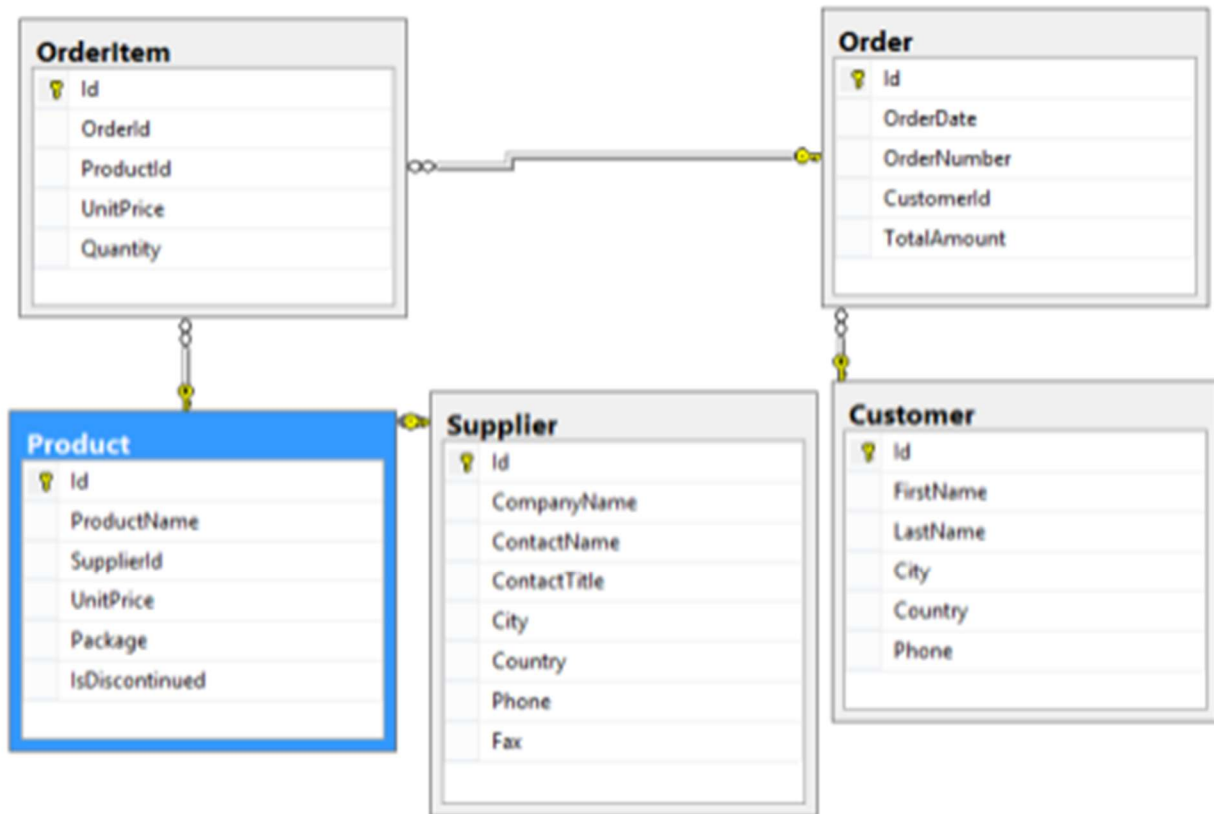 OrderItem
Id
OrderId
ProductId
UnitPrice
Quantity
Order
Id
OrderDate
OrderNumber
CustomerId
TotalAmount
Product
Id
ProductName
SupplierId
UnitPrice
Package
IsDiscontinued
Supplier
Id
CompanyName
ContactName
ContactTitle
City
Country
Phone
Fax
Customer
Id
FirstName
LastName
City
Country
Phone